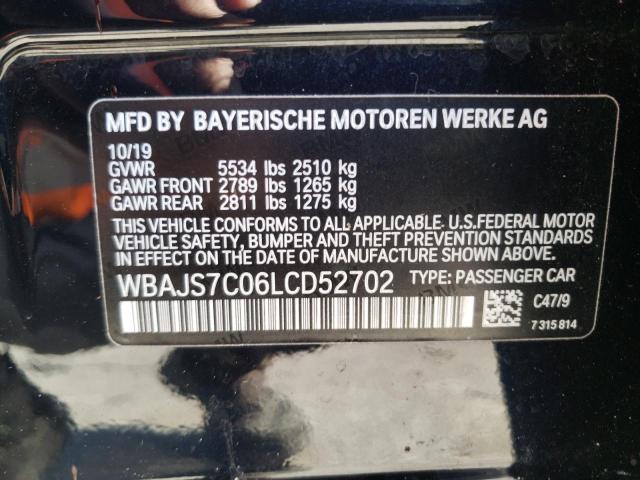 MFD BY BAYERISCHE MOTOREN WERKE AG
10/19
GVWR 5534 lbs 2510 kg
GAWR FRONT 2789 lbs 1265 kg
GAWR REAR 2811 lbs 1275 kg
THIS VEHICLE CONFORMS TO ALL APPLICABLE U.S.FEDERAL MOTOR
VEHICLE SAFETY, BUMPER AND THEFT PREVENTION STANDARDS
IN EFFECT ON THE DATE OF MANUFACTURE SHOWN ABOVE.
WBAJS7C06LCD52702 TYPE: PASSENGER CAR
C47/9
7 315 814